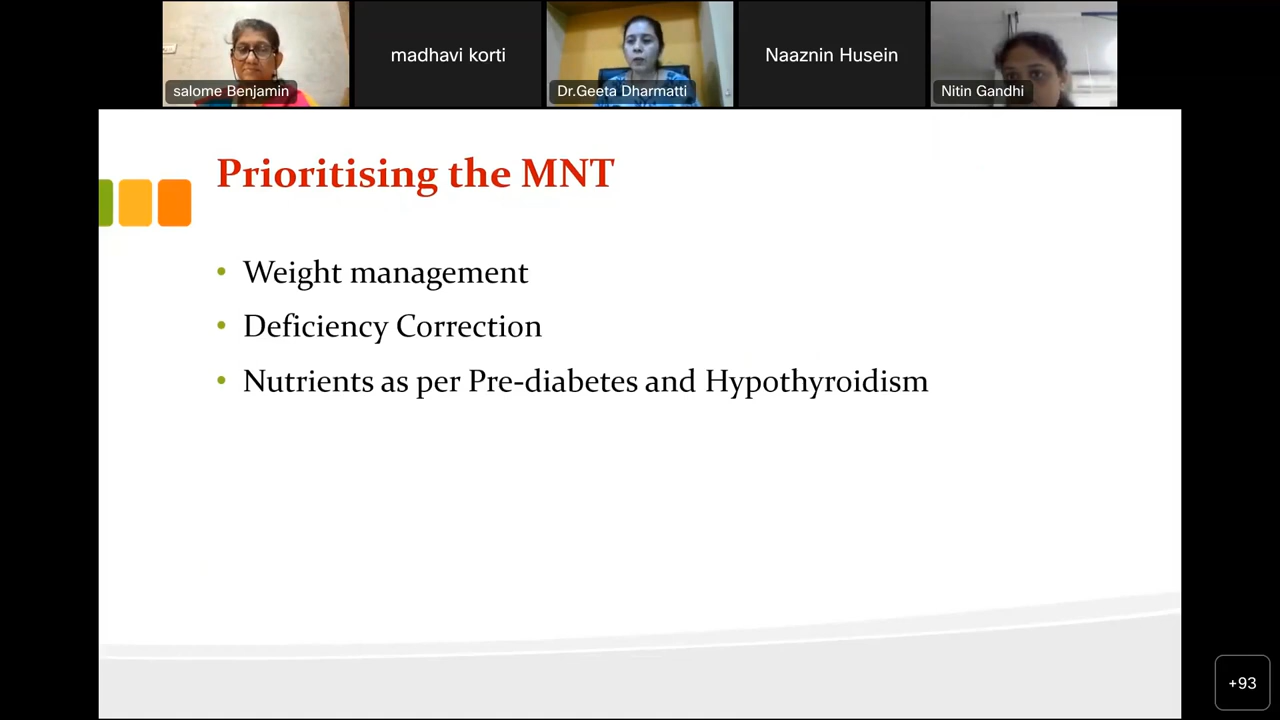 salome Benjamin
madhavi korti
Dr.Geeta Dharmatti
Naaznin Husein
Nitin Gandhi
Prioritising the MNT
• Weight management
• Deficiency Correction
• Nutrients as per Pre-diabetes and Hypothyroidism
+93